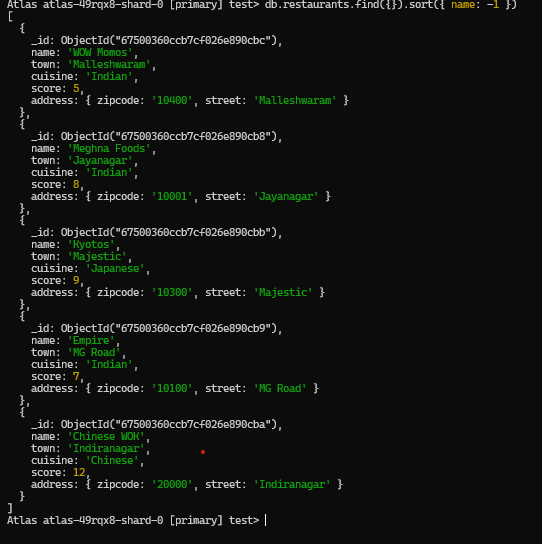 Atlas atlas-49rqx8-shard-0 [primary] test> db.restaurants.find({}).sort({ name: -1 })
[
  {
    _id: ObjectId("67500360ccb7cf026e890cbc"),
    name: 'WOW Momos',
    town: 'Malleshwaram',
    cuisine: 'Indian',
    score: 5,
    address: { zipcode: '10400', street: 'Malleshwaram' }
  },
  {
    _id: ObjectId("67500360ccb7cf026e890cb8"),
    name: 'Meghna Foods',
    town: 'Jayanagar',
    cuisine: 'Indian',
    score: 8,
    address: { zipcode: '10001', street: 'Jayanagar' }
  },
  {
    _id: ObjectId("67500360ccb7cf026e890cbb"),
    name: 'Kyotos',
    town: 'Majestic',
    cuisine: 'Japanese',
    score: 9,
    address: { zipcode: '10300', street: 'Majestic' }
  },
  {
    _id: ObjectId("67500360ccb7cf026e890cb9"),
    name: 'Empire',
    town: 'MG Road',
    cuisine: 'Indian',
    score: 7,
    address: { zipcode: '10100', street: 'MG Road' }
  },
  {
    _id: ObjectId("67500360ccb7cf026e890cba"),
    name: 'Chinese WOK',
    town: 'Indiranagar',
    cuisine: 'Chinese',
    score: 12,
    address: { zipcode: '20000', street: 'Indiranagar' }
  }
]
Atlas atlas-49rqx8-shard-0 [primary] test>